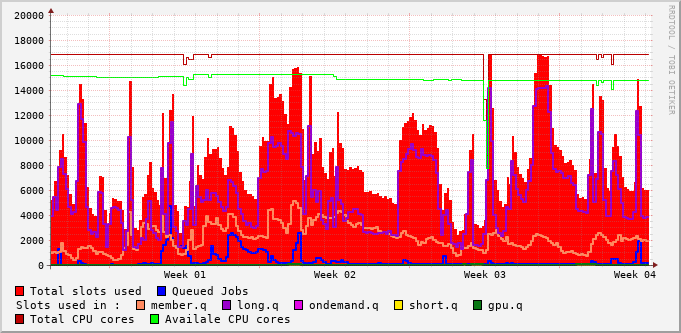 20000
18000
16000
14000
12000
10000
8000
6000
4000
2000
0
Week 01 Week 02 Week 03 Week 04
RRDTOOL / TOBI OETIKER
Total slots used Queued Jobs
Slots used in : member.q long.q ondemand.q short.q gpu.q
Total CPU cores Availale CPU cores